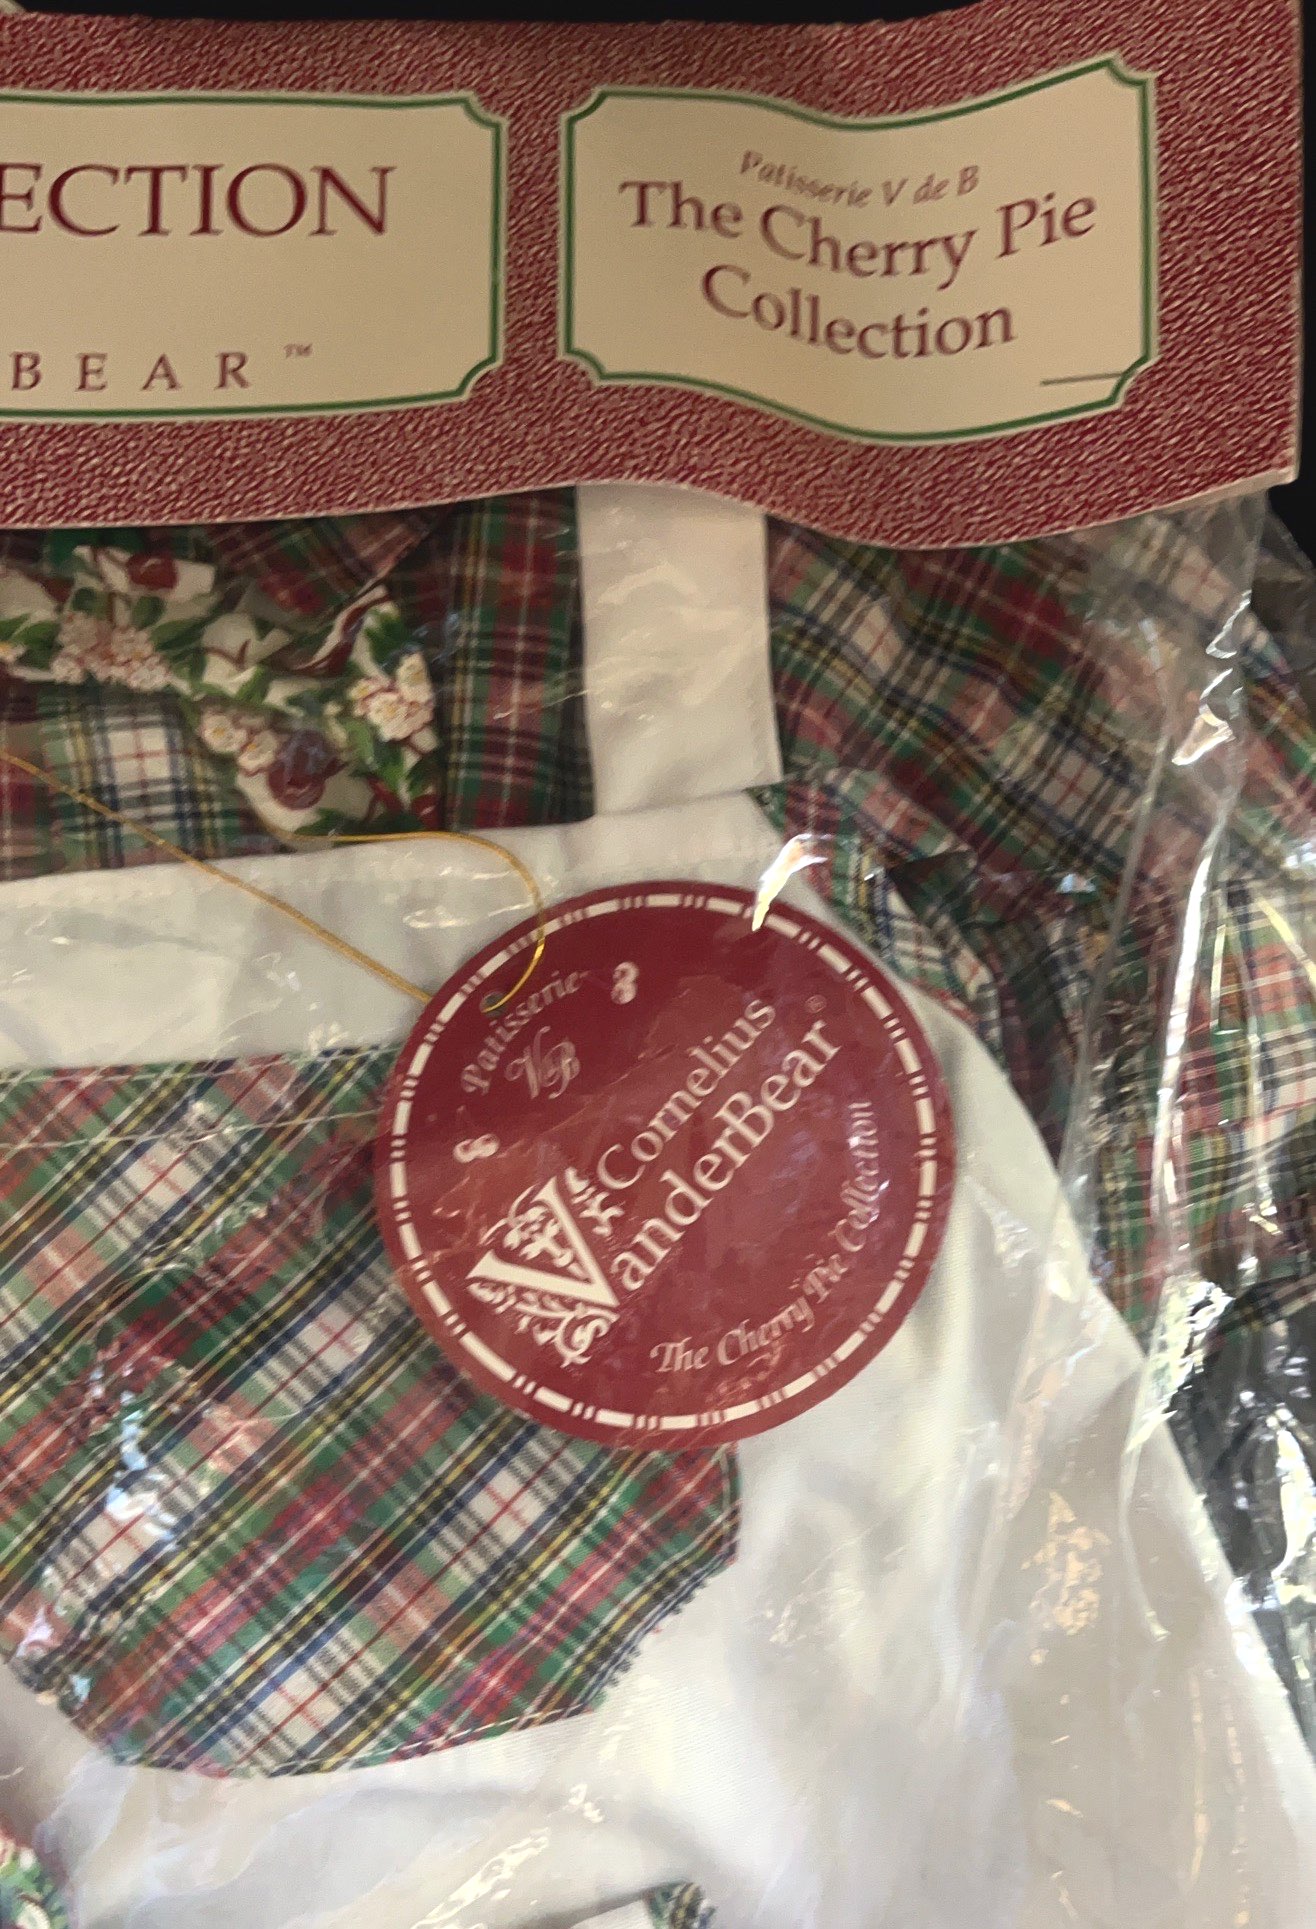 ECTION
BEAR™
Patisserie V de B
The Cherry Pie
Collection
Patisserie
VB
Cornelius
VanderBear®
The Cherry Pie Collection